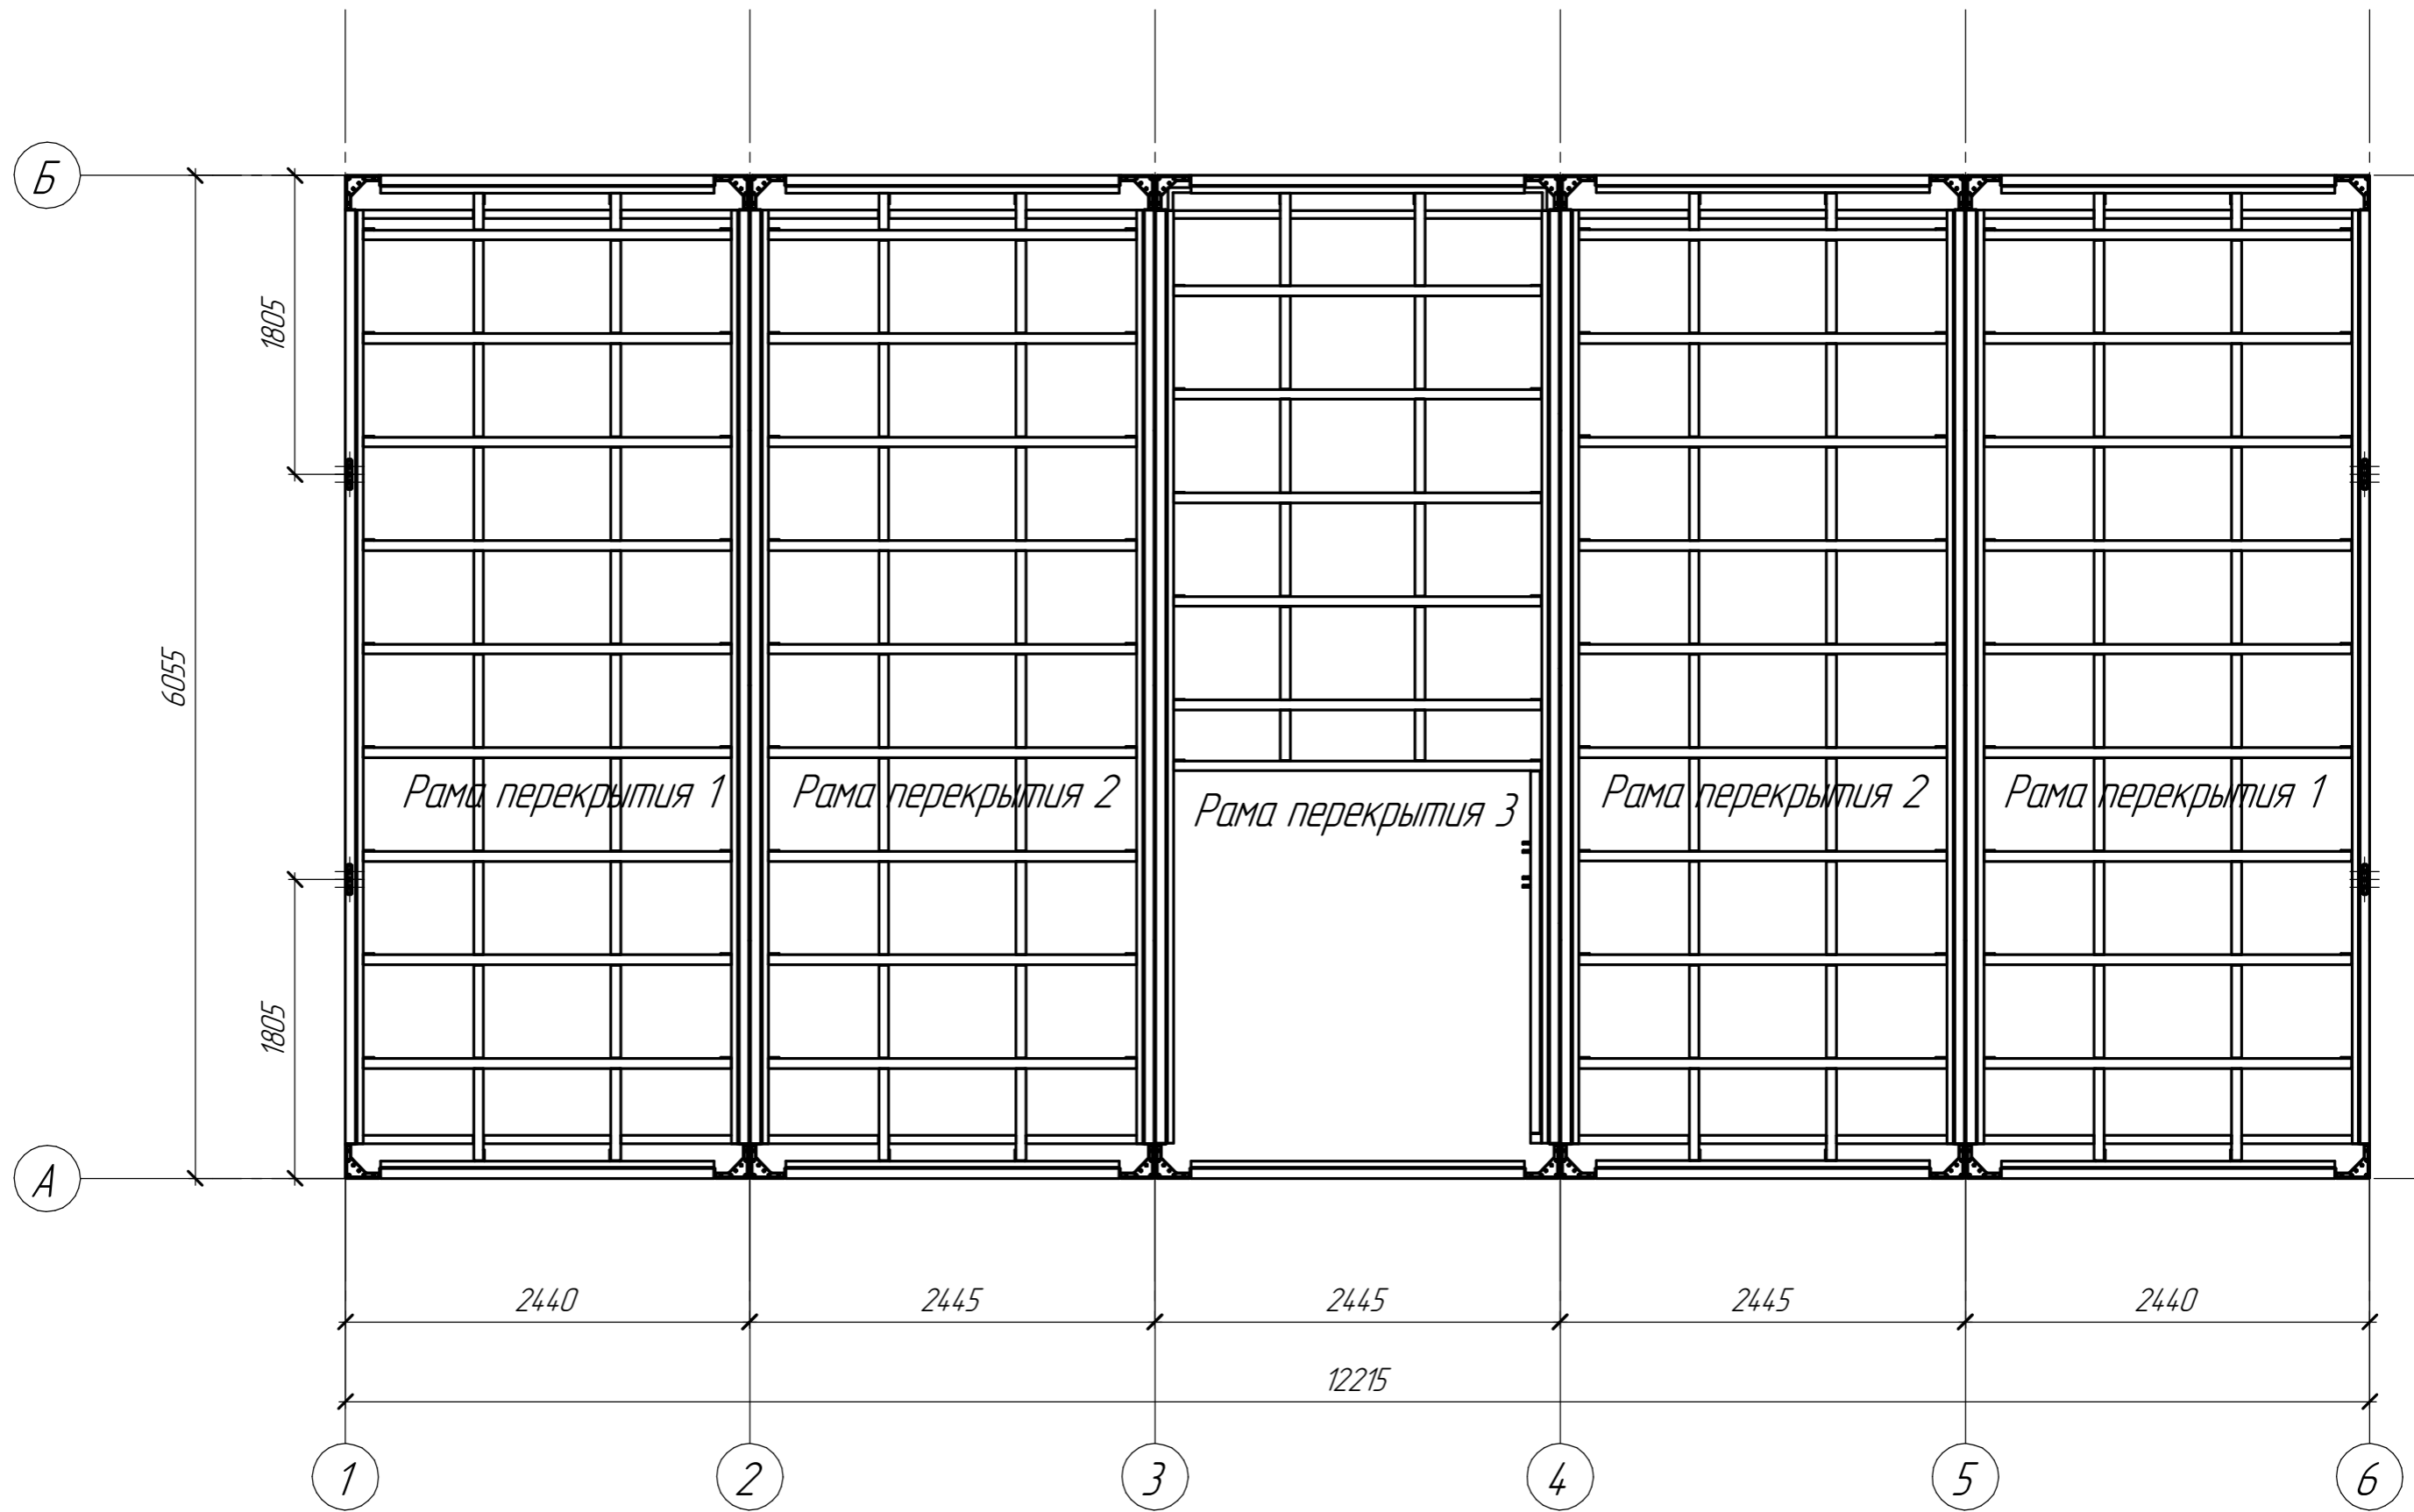 Б
1805
6055
Рама перекрытия 1
Рама перекрытия 2
Рама перекрытия 3
Рама перекрытия 2
Рама перекрытия 1
1805
А
2440
2445
2445
2445
2440
12215
1
2
3
4
5
6